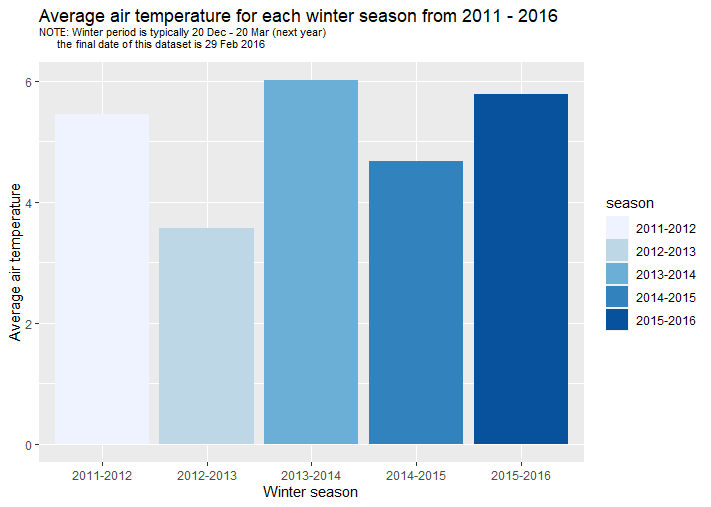 Average air temperature for each winter season from 2011 - 2016
NOTE: Winter period is typically 20 Dec - 20 Mar (next year)
the final date of this dataset is 29 Feb 2016
Average air temperature
6
4
2
0
2011-2012
2012-2013
2013-2014
2014-2015
2015-2016
Winter season
season
2011-2012
2012-2013
2013-2014
2014-2015
2015-2016